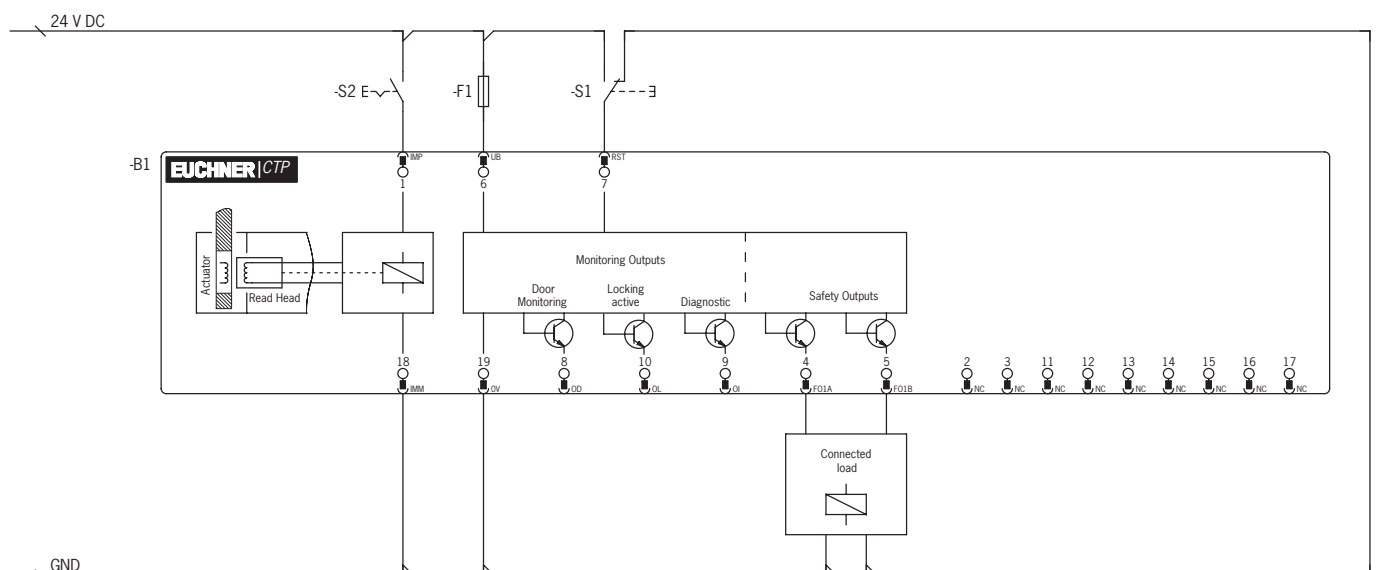 24 V DC
-S2
-F1
-S1
-B1
EUCHNER CTP
IMP
UB
RST
1
6
7
Actuator
Read Head
Monitoring Outputs
Door
Monitoring
Locking
active
Diagnostic
Safety Outputs
18
19
8
10
9
4
5
2
3
11
12
13
14
15
16
17
IMM
0V
OD
OL
OI
FO1A
FO1B
NC
NC
NC
NC
NC
NC
NC
NC
NC
Connected
load
GND